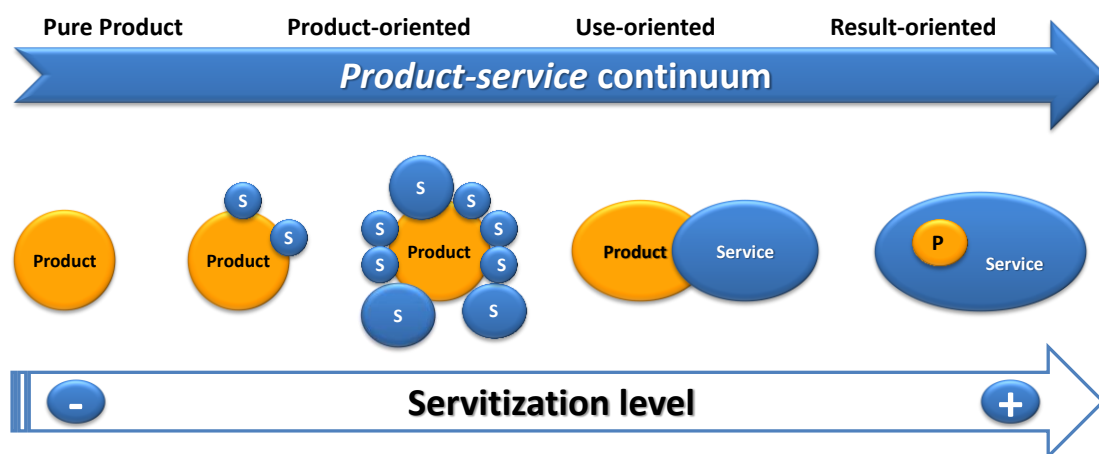 Pure Product Product-oriented Use-oriented Result-oriented
Product-service continuum
S S
Product
S
S
Product
S S
S S
Product
S S
S S
Product Service
P
Service
- Servitization level +